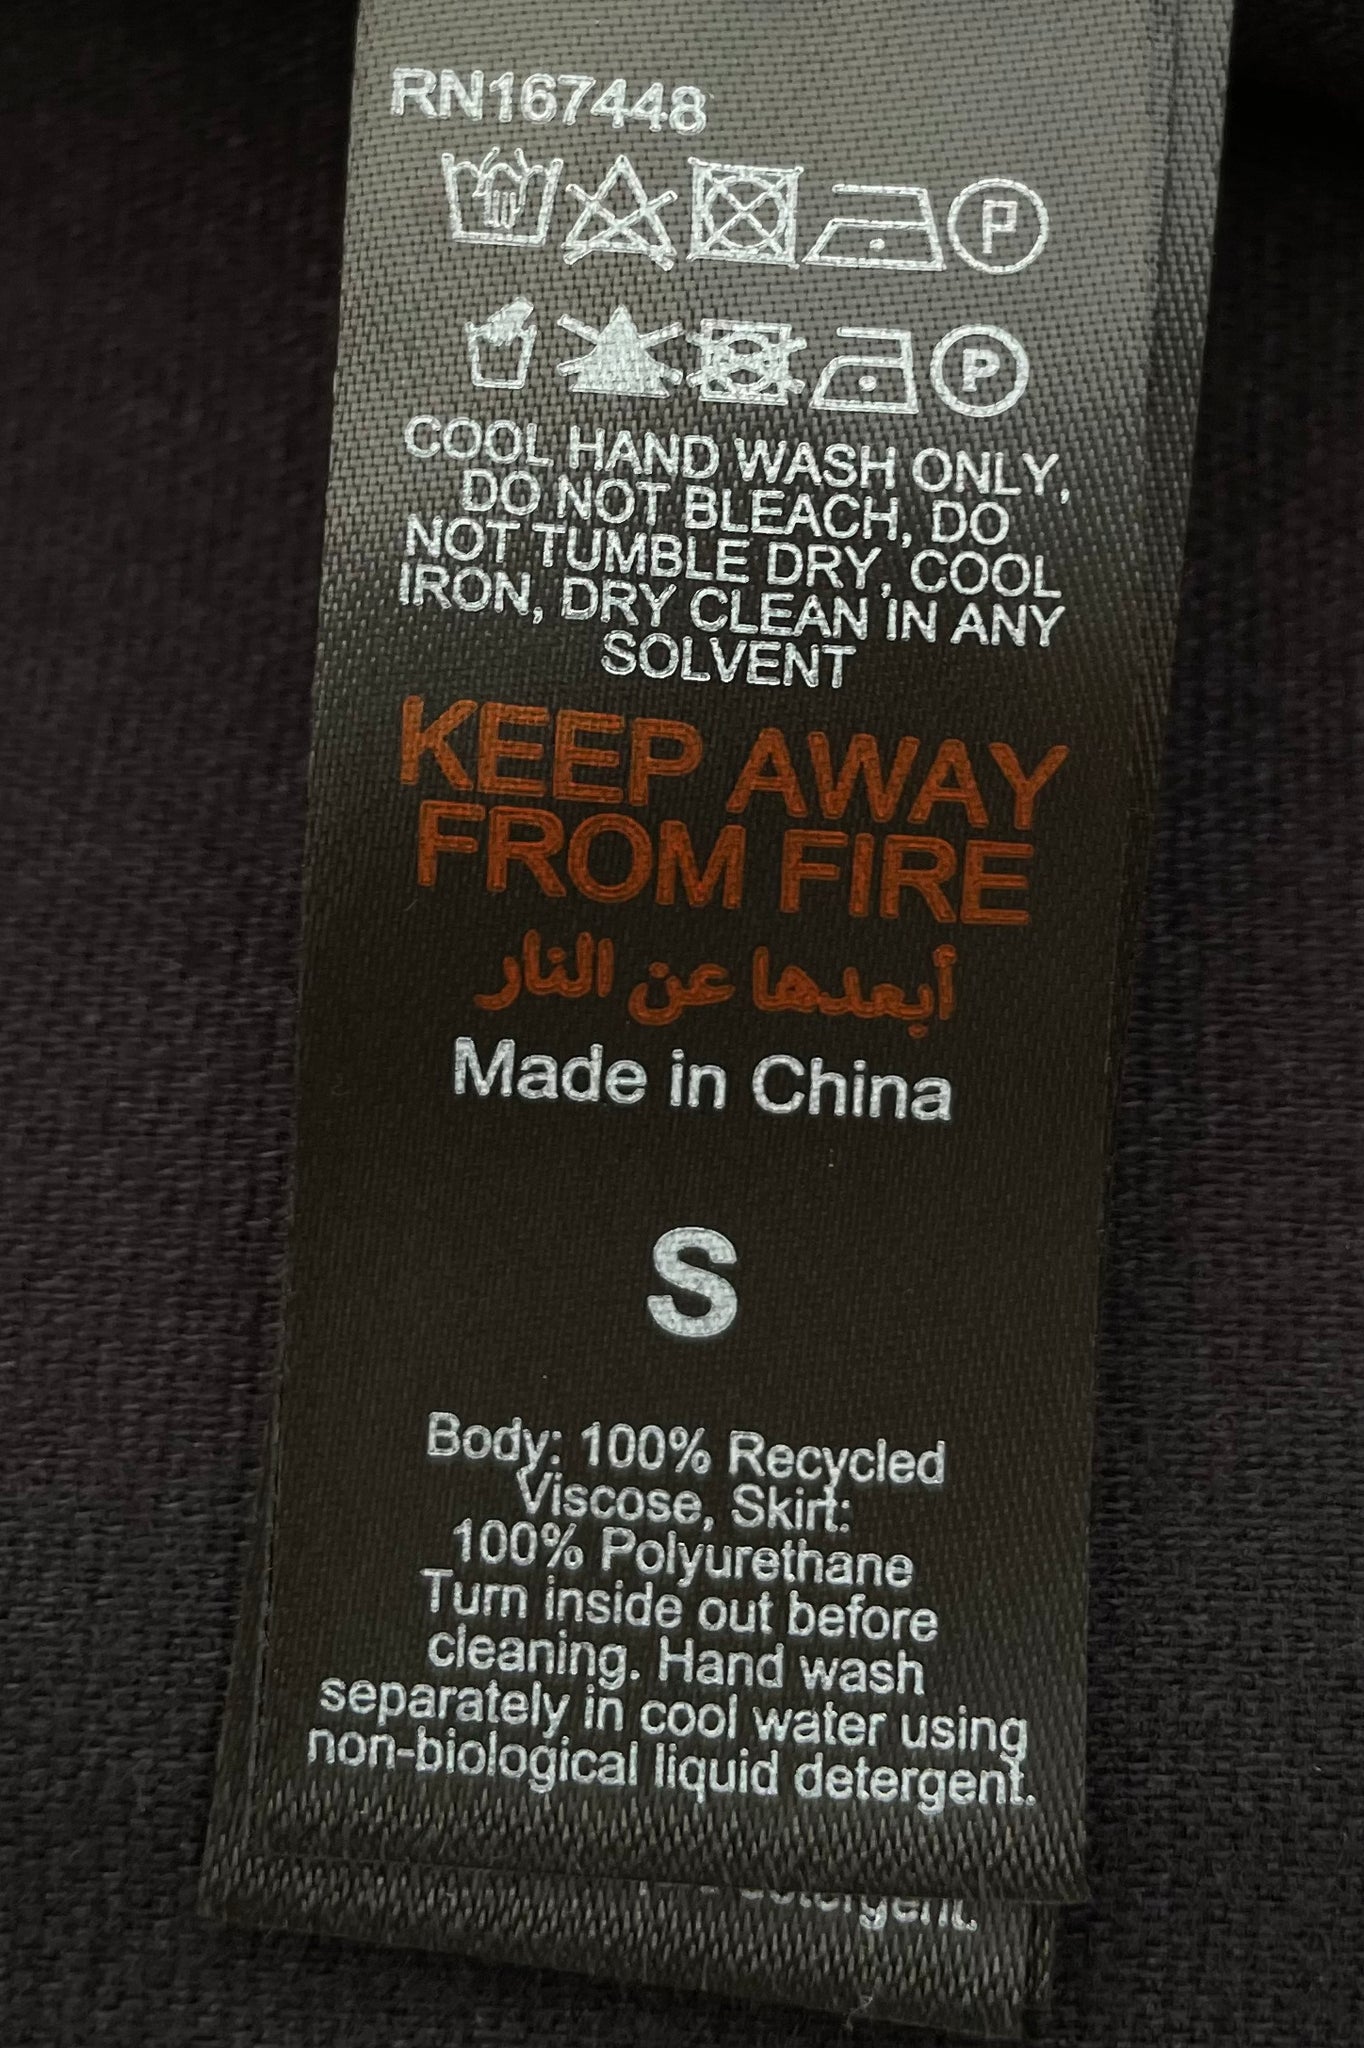 RN167448
P
P
COOL HAND WASH ONLY,
DO NOT BLEACH, DO
NOT TUMBLE DRY, COOL
IRON, DRY CLEAN IN ANY
SOLVENT
KEEP AWAY
FROM FIRE
أبعدها عن النار
Made in China
S
Body: 100% Recycled
Viscose, Skirt:
100% Polyurethane
Turn inside out before
cleaning. Hand wash
separately in cool water using
non-biological liquid detergent.
detergent.